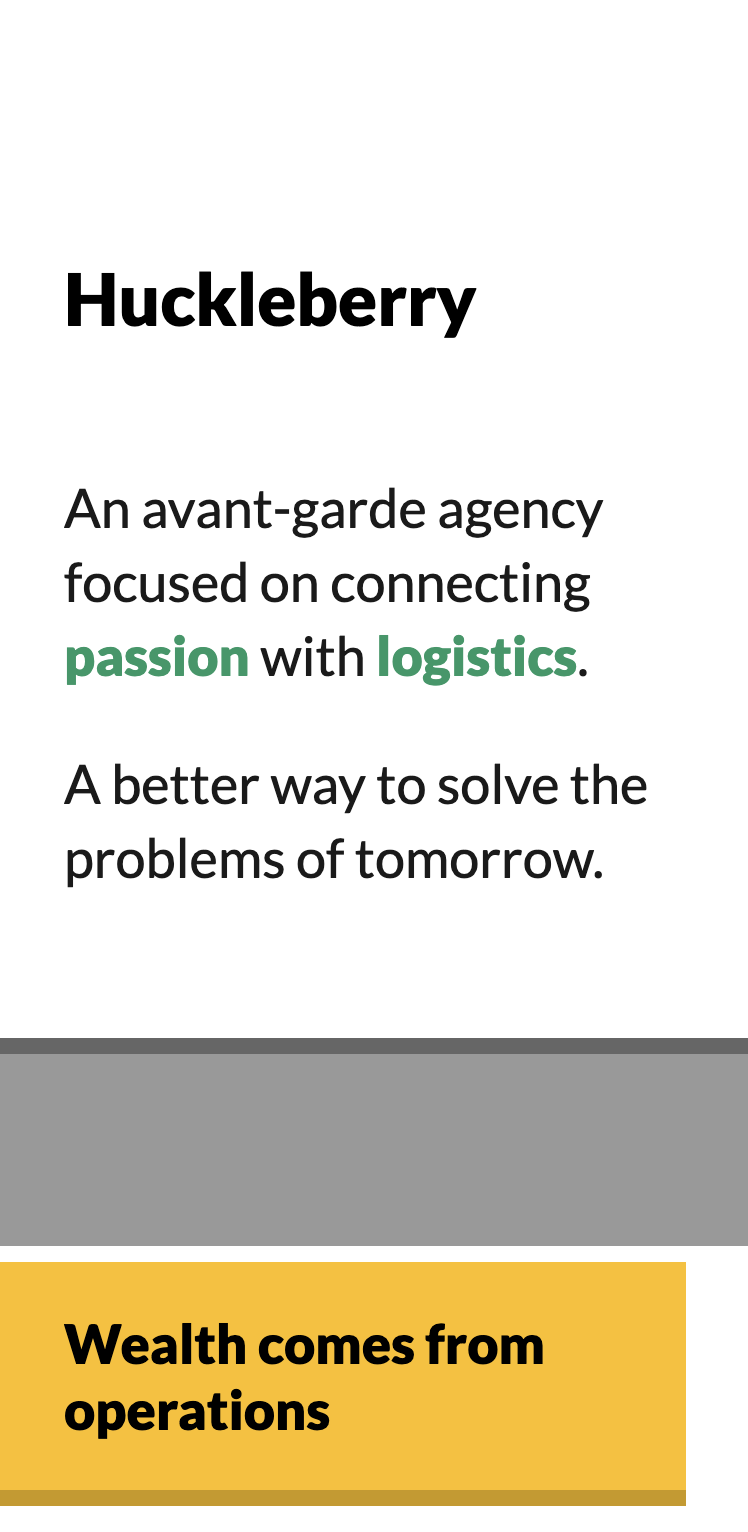 Huckleberry
An avant-garde agency
focused on connecting
passion with logistics.
A better way to solve the
problems of tomorrow.
Wealth comes from
operations